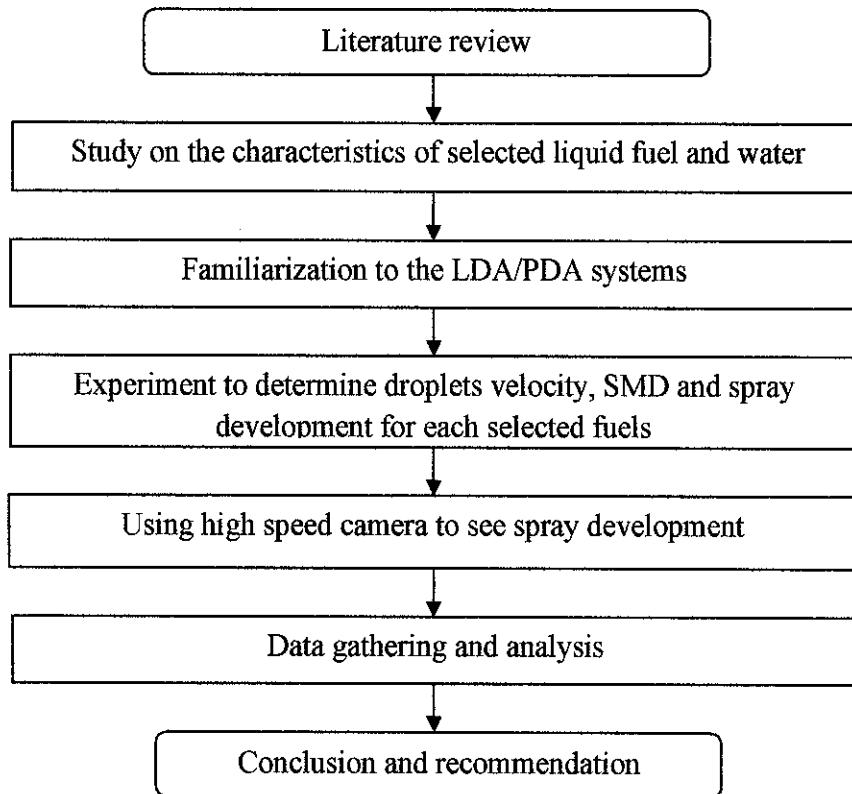 Literature review
Study on the characteristics of selected liquid fuel and water
Familiarization to the LDA/PDA systems
Experiment to determine droplets velocity, SMD and spray
development for each selected fuels
Using high speed camera to see spray development
Data gathering and analysis
Conclusion and recommendation